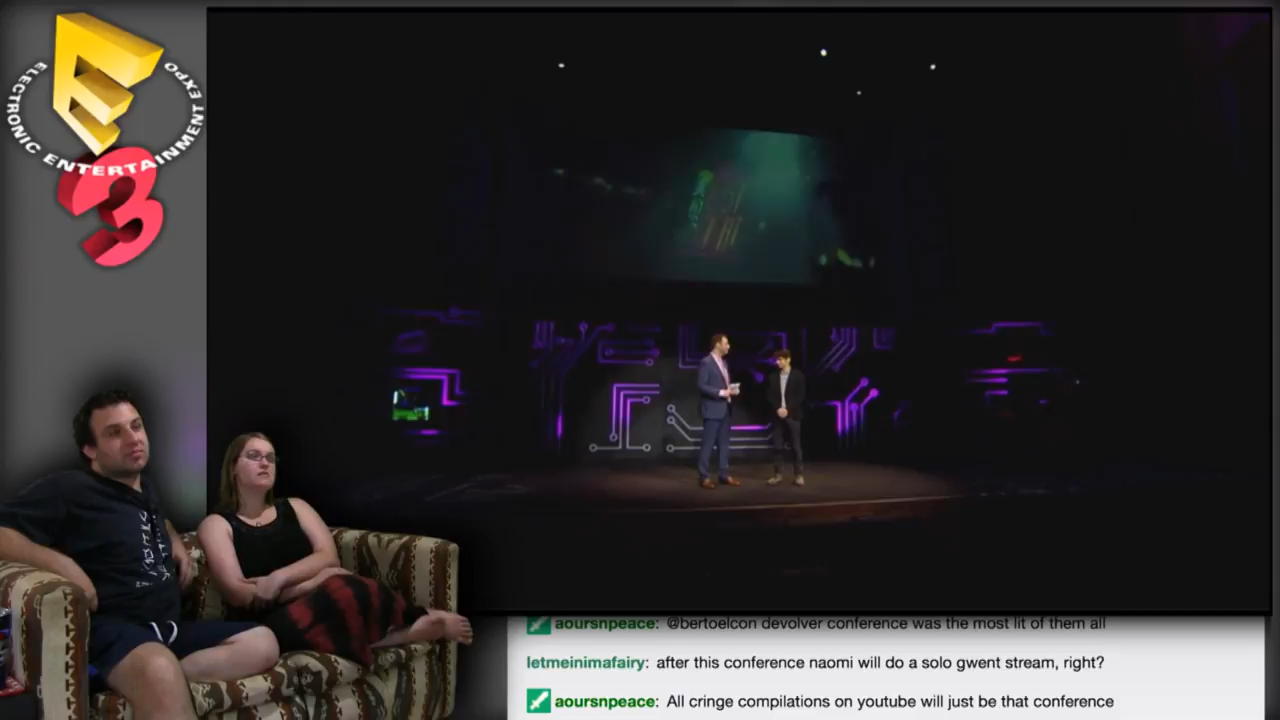 E3
ELECTRONIC ENTERTAINMENT EXPO
aoursnpeace: @bertoelcon devolver conference was the most lit of them all
letmeinimafairy: after this conference naomi will do a solo gwent stream, right?
aoursnpeace: All cringe compilations on youtube will just be that conference